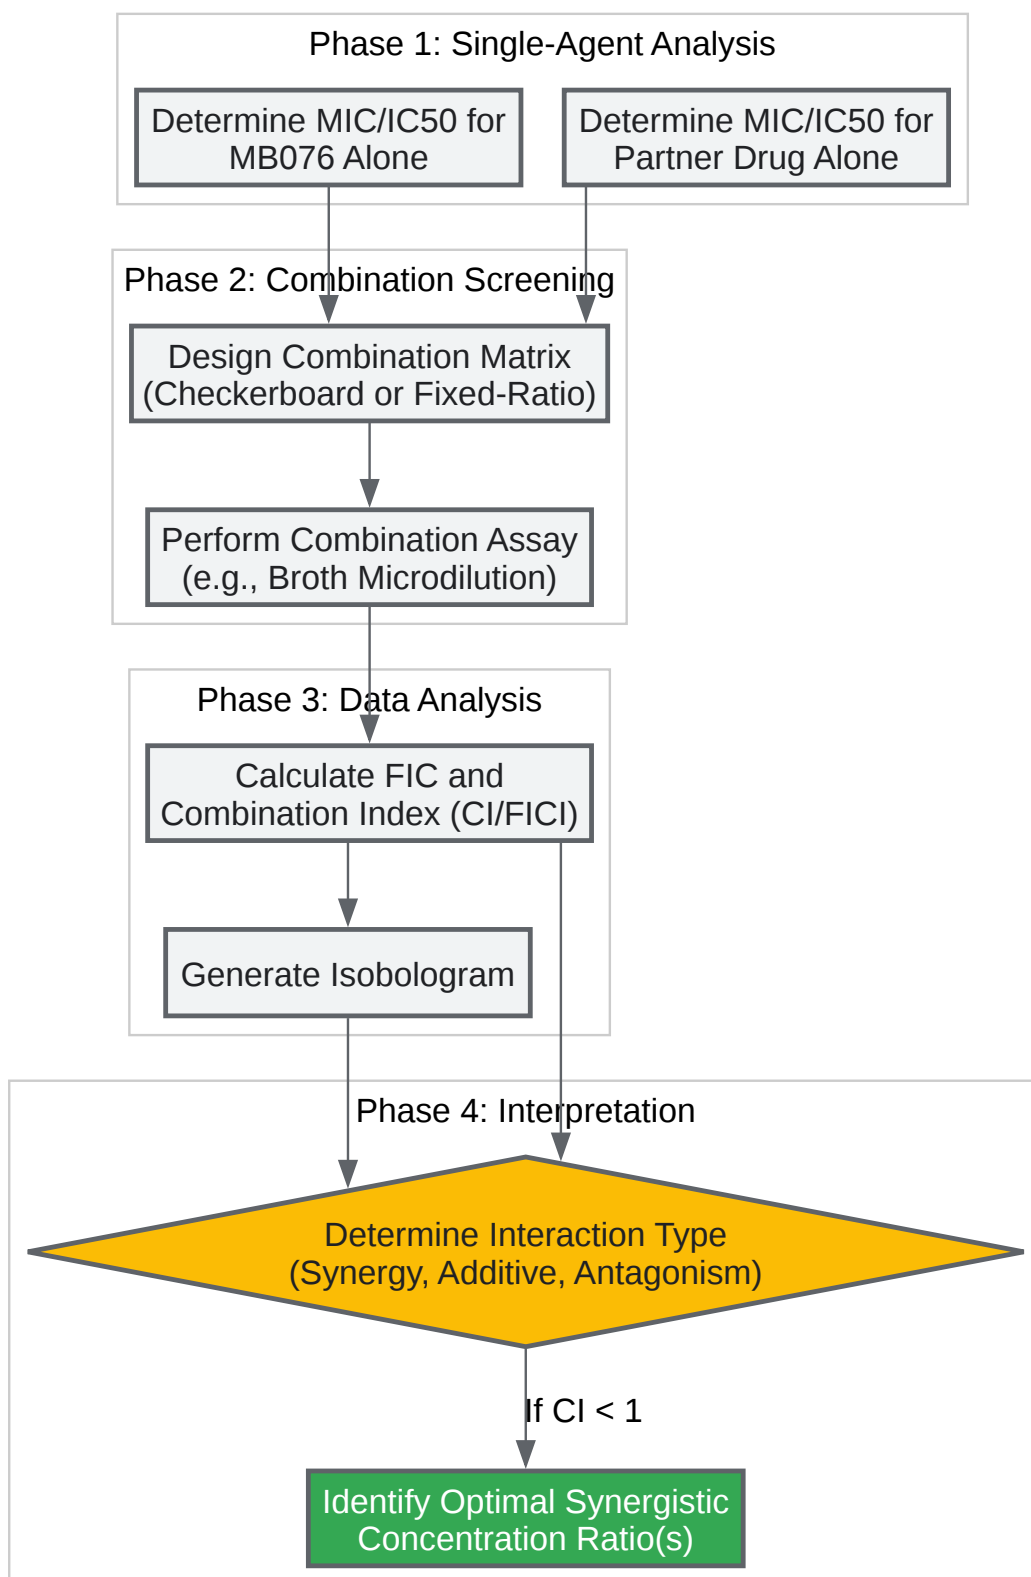 Phase 1: Single-Agent Analysis
Determine MIC/IC50 for
MB076 Alone
Determine MIC/IC50 for
Partner Drug Alone
Phase 2: Combination Screening
Design Combination Matrix
(Checkerboard or Fixed-Ratio)
Perform Combination Assay
(e.g., Broth Microdilution)
Phase 3: Data Analysis
Calculate FIC and
Combination Index (CI/FICI)
Generate Isobologram
Phase 4: Interpretation
Determine Interaction Type
(Synergy, Additive, Antagonism)
If CI < 1
Identify Optimal Synergistic
Concentration Ratio(s)